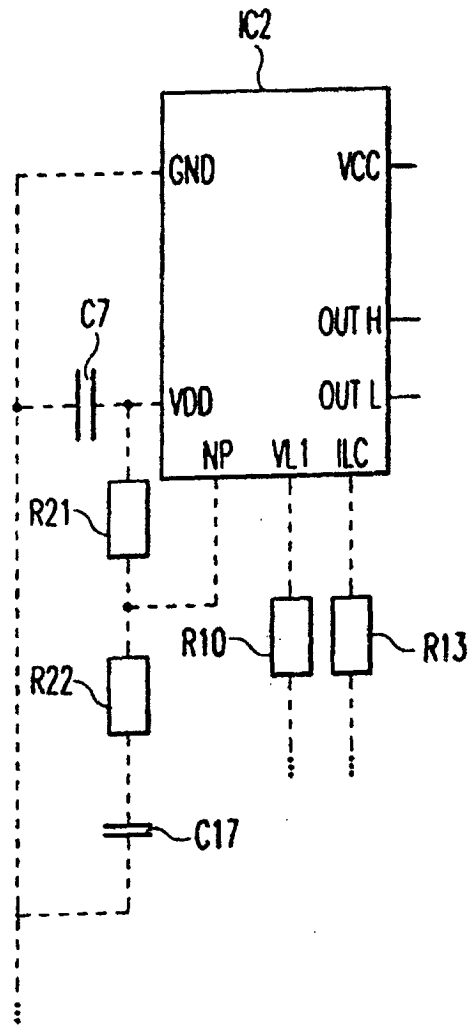 IC2
GND
VCC
C7
OUT H
VDD
OUT L
NP
VL1
ILC
R21
R10
R13
R22
C17